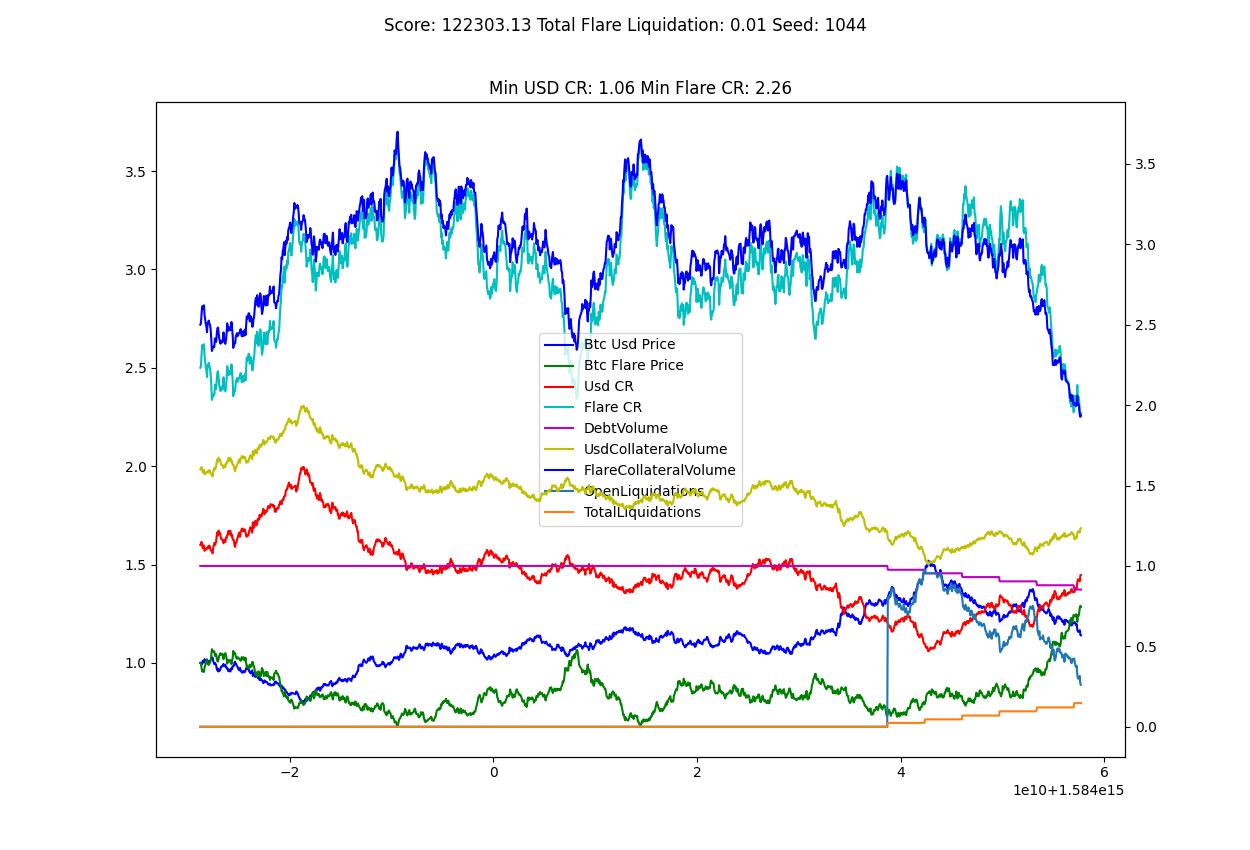 Score: 122303.13 Total Flare Liquidation: 0.01 Seed: 1044
Min USD CR: 1.06 Min Flare CR: 2.26
3.5
3.0
2.5
2.0
1.5
1.0
3.5
3.0
2.5
2.0
1.5
1.0
0.5
0.0
Btc Usd Price
Btc Flare Price
Usd CR
Flare CR
DebtVolume
UsdCollateralVolume
FlareCollateralVolume
OpenLiquidations
TotalLiquidations
−2
0
2
4
6
1e10+1.584e15